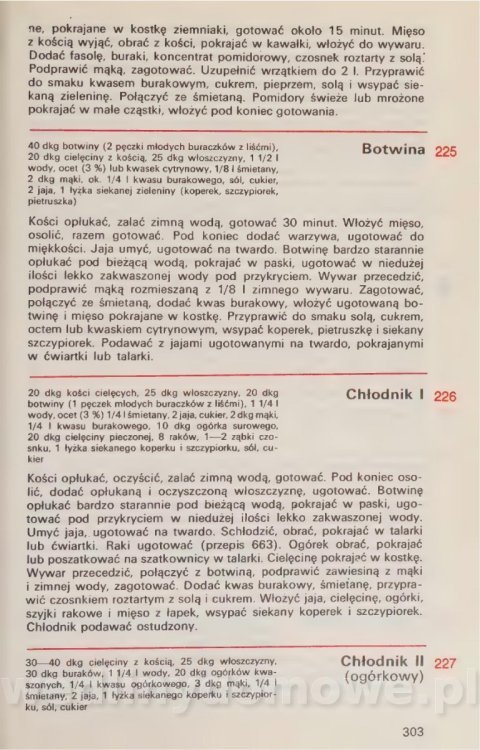 ne, pokrajane w kostkę ziemniaki, gotować około 15 minut. Mięso
z kością wyjąć, obrać z kości, pokrajać w kawałki, włożyć do wywaru.
Dodać fasolę, buraki, koncentrat pomidorowy, czosnek roztarty z solą.
Podprawić mąką, zagotować. Uzupełnić wrzątkiem do 2 l. Przyprawić
do smaku kwasem burakowym, cukrem, pieprzem, solą i wsypać sie-
kaną zieleninę. Połączyć ze śmietaną. Pomidory świeże lub mrożone
pokrajać w małe cząstki, włożyć pod koniec gotowania.
40 dkg botwiny (2 pęczki młodych buraczków z liśćmi),
20 dkg cielęciny z kością, 25 dkg włoszczyzny, 1 1/2 l
wody, ocet (3 %) lub kwasek cytrynowy, 1/8 l śmietany,
2 dkg mąki, ok. 1/4 l kwasu burakowego, sól, cukier,
2 jaja, 1 łyżka siekanej zieleniny (koperek, szczypiorek,
pietruszka)
Botwina 225
Kości opłukać, zalać zimną wodą, gotować 30 minut. Włożyć mięso,
osolić, razem gotować. Pod koniec dodać warzywa, ugotować do
miękkości. Jaja umyć, ugotować na twardo. Botwinę bardzo starannie
opłukać pod bieżącą wodą, pokrajać w paski, ugotować w niedużej
ilości lekko zakwaszonej wody pod przykryciem. Wywar przecedzić,
podprawić mąką rozmieszaną z 1/8 l zimnego wywaru. Zagotować,
połączyć ze śmietaną, dodać kwas burakowy, włożyć ugotowaną bo-
twinę i mięso pokrajane w kostkę. Przyprawić do smaku solą, cukrem,
octem lub kwaskiem cytrynowym, wsypać koperek, pietruszkę i siekany
szczypiorek. Podawać z jajami ugotowanymi na twardo, pokrajanymi
w ćwiartki lub talarki.
20 dkg kości cielęcych, 25 dkg włoszczyzny, 20 dkg
botwiny (1 pęczek młodych buraczków z liśćmi), 1 1/4 l
wody, ocet (3 %) 1/4 l śmietany, 2 jaja, cukier, 2 dkg mąki,
1/4 l kwasu burakowego, 10 dkg ogórka surowego,
20 dkg cielęciny pieczonej, 8 raków, 1—2 ząbki czo-
snku, 1 łyżka siekanego koperku i szczypiorku, sól, cu-
kier
Chłodnik I 226
Kości opłukać, oczyścić, zalać zimną wodą, gotować. Pod koniec oso-
lić, dodać opłukaną i oczyszczoną włoszczyznę, ugotować. Botwinę
opłukać bardzo starannie pod bieżącą wodą, pokrajać w paski, ugo-
tować pod przykryciem w niedużej ilości lekko zakwaszonej wody.
Umyć jaja, ugotować na twardo. Schłodzić, obrać, pokrajać w talarki
lub ćwiartki. Raki ugotować (przepis 663). Ogórek obrać, pokrajać
lub poszatkować na szatkownicy w talarki. Cielęcinę pokrajać w kostkę.
Wywar przecedzić, połączyć z botwiną, podprawić zawiesiną z mąki
i zimnej wody, zagotować. Dodać kwas burakowy, śmietanę, przypra-
wić czosnkiem roztartym z solą i cukrem. Włożyć jaja, cielęcinę, ogórki,
szyjki rakowe i mięso z łapek, wsypać siekany koperek i szczypiorek.
Chłodnik podawać ostudzony.
30—40 dkg cielęciny z kością, 25 dkg włoszczyzny,
30 dkg buraków, 1 1/4 l wody, 20 dkg ogórków kwa-
szonych, 1/4 l kwasu ogórkowego, 3 dkg mąki, 1/4 l
śmietany, 2 jaja, 1 łyżka siekanego koperku i szczypior-
ku, sól, cukier
Chłodnik II 227
(ogórkowy)
303